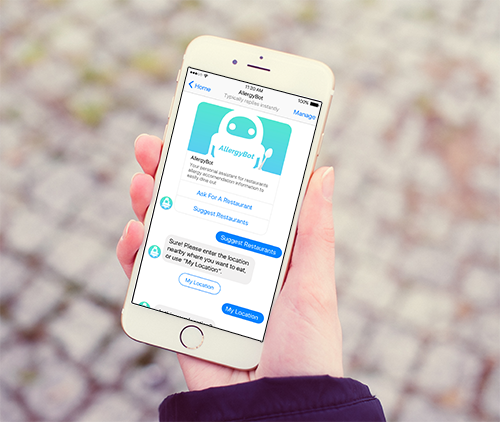 11:20 AM
100%
Home
AllergyBot
Manage
Typically replies instantly
AllergyBot
AllergyBot
Your personal assistant for restaurants
allergy accommendation information to
easily dine out
Ask For A Restaurant
Suggest Restaurants
Suggest Restaurants
Sure! Please enter the location
nearby where you want to eat,
or use "My Location".
My Location
My Location